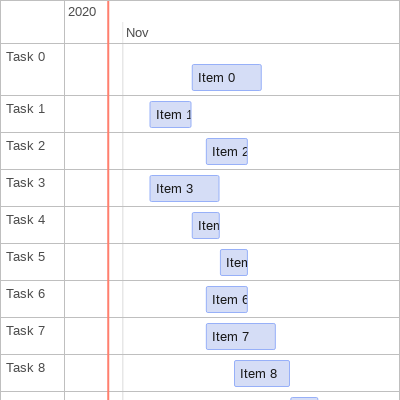 2020
Nov
Task 0
Item 0
Task 1
Item 1
Task 2
Item 2
Task 3
Item 3
Task 4
Iten
Task 5
Iten
Task 6
Item 6
Task 7
Item 7
Task 8
Item 8